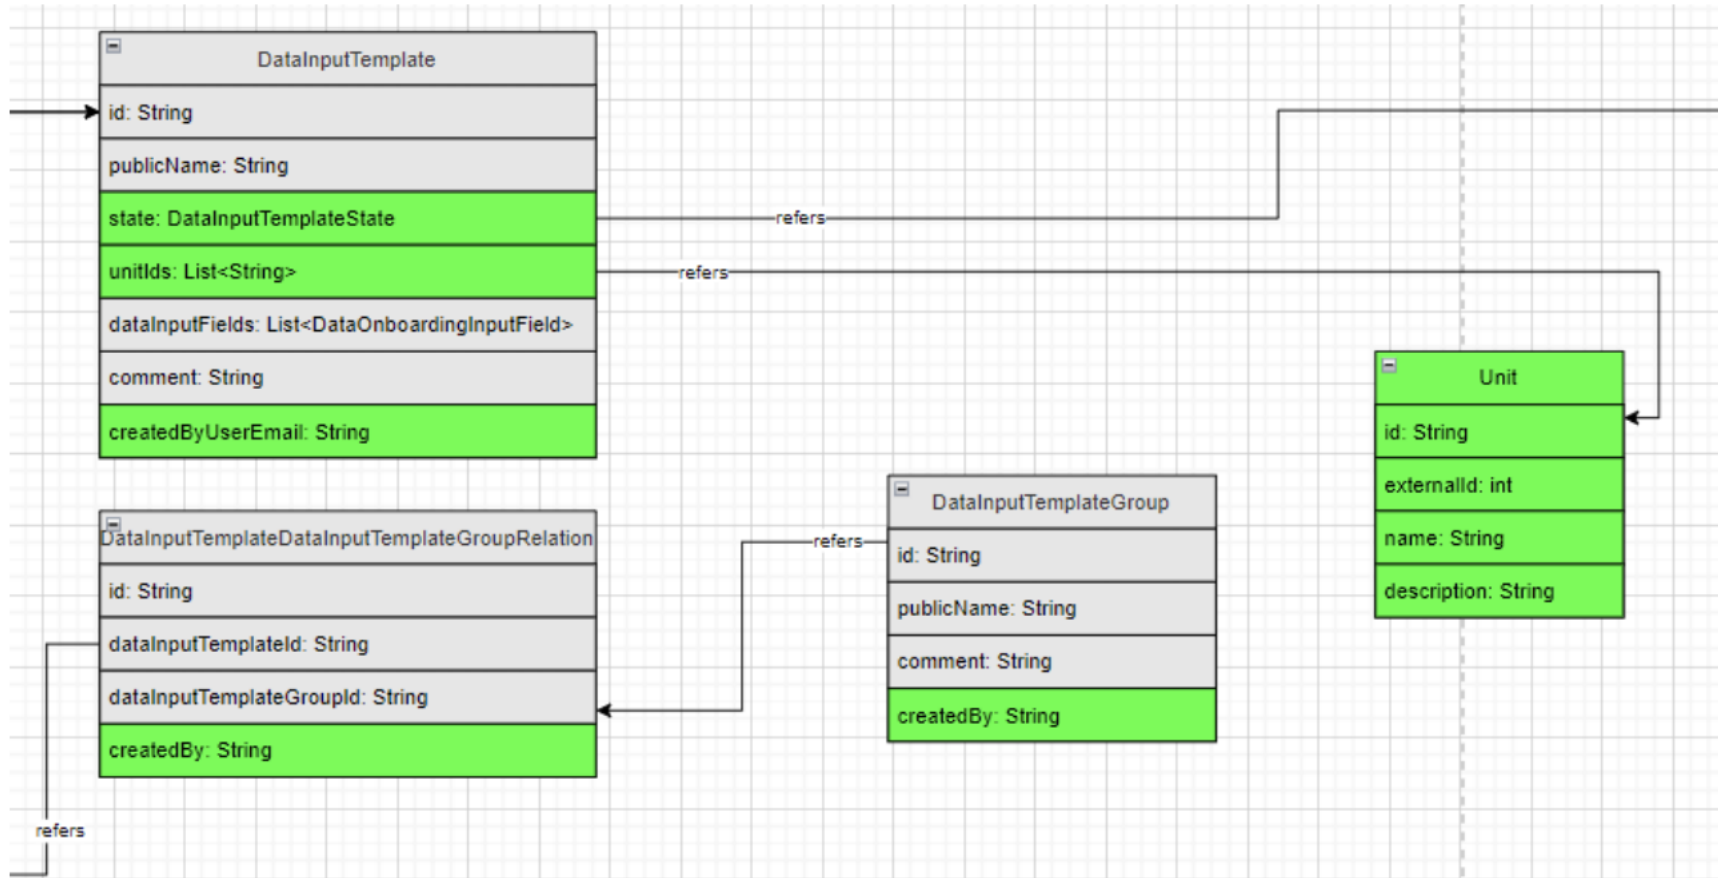 DataInputTemplate
id: String
publicName: String
state: DataInputTemplateState
refers
unitIds: List<String>
refers
dataInputFields: List<DataOnboardingInputField>
comment: String
createdByUserEmail: String
DataInputTemplateDataInputTemplateGroupRelation
id: String
dataInputTemplateId: String
dataInputTemplateGroupId: String
createdBy: String
refers
refers
DataInputTemplateGroup
id: String
publicName: String
comment: String
createdBy: String
Unit
id: String
externalId: int
name: String
description: String